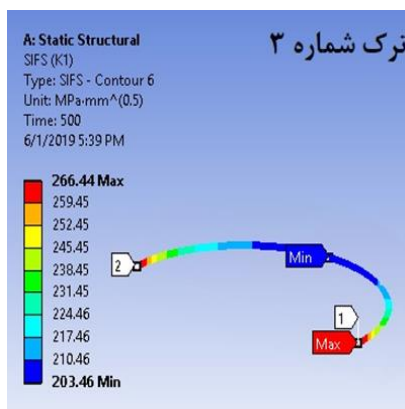 ترک شماره ۳
A: Static Structural
SIFS (K1)
Type: SIFS - Contour 6
Unit: MPa·mm^(0.5)
Time: 500
6/1/2019 5:39 PM
266.44 Max
259.45
252.45
245.45
238.45
231.45
224.46
217.46
210.46
203.46 Min
2
Min
1
Max